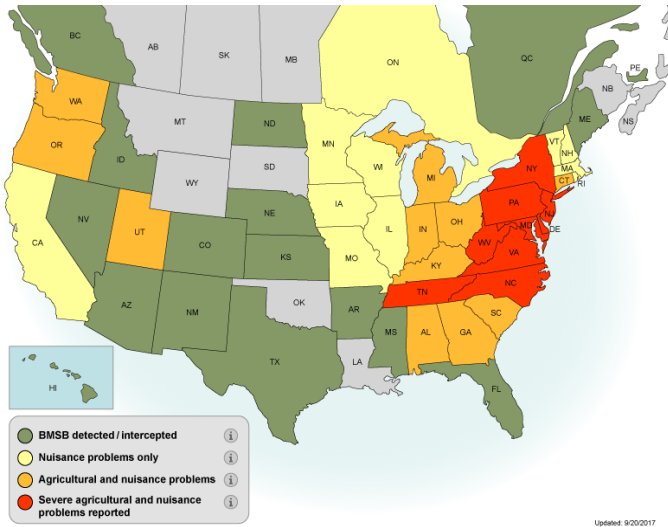 BC
AB
SK
MB
ON
QC
PE
NB
NS
WA
MT
ND
MN
ME
VT
NH
OR
ID
SD
WI
MI
NY
MA
CT
RI
WY
IA
PA
NJ
NV
NE
IL
IN
OH
MD
DE
UT
CO
WV
VA
CA
KS
MO
KY
TN
NC
AZ
NM
OK
AR
SC
MS
AL
GA
TX
LA
FL
HI
BMSB detected / intercepted i
Nuisance problems only i
Agricultural and nuisance problems i
Severe agricultural and nuisance i
problems reported
Updated: 9/20/2017